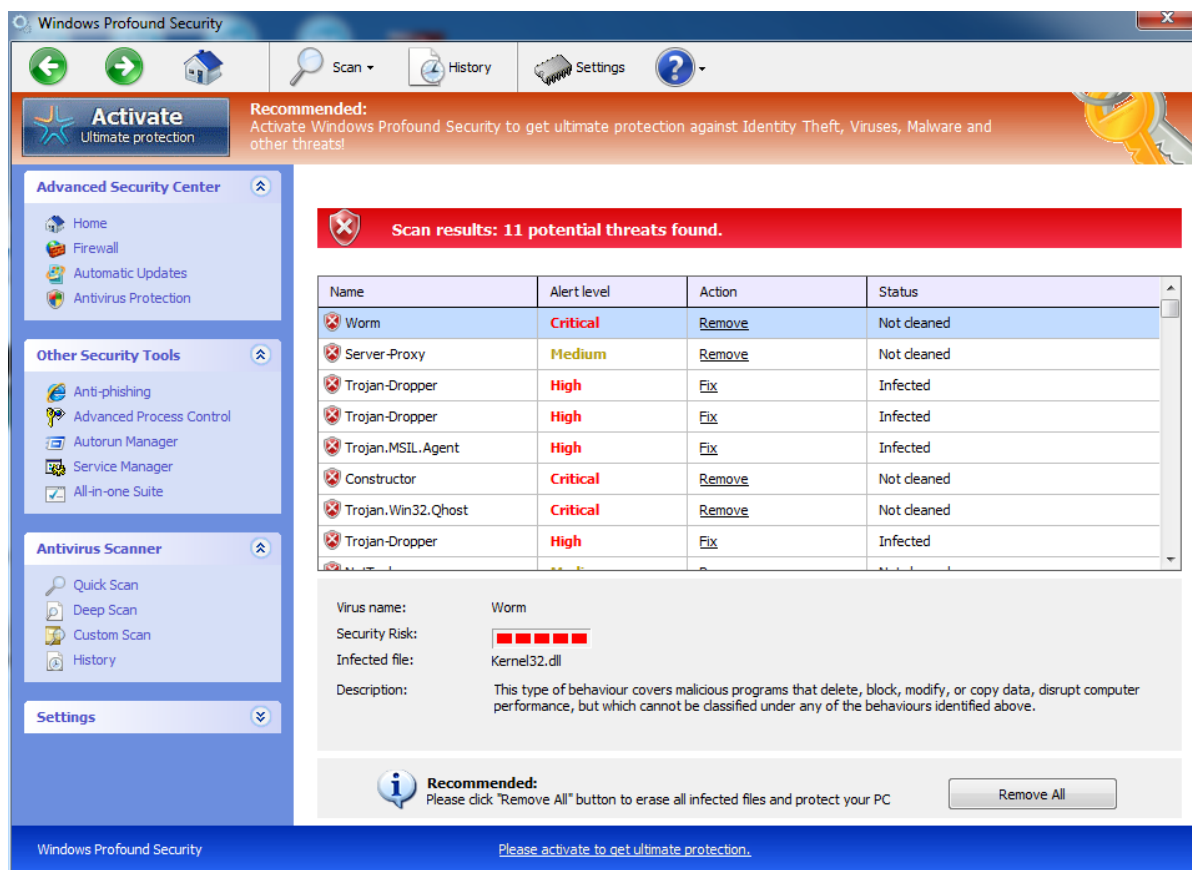 Windows Profound Security
Scan
History
Settings
Activate
Ultimate protection
Recommended:
Activate Windows Profound Security to get ultimate protection against Identity Theft, Viruses, Malware and
other threats!
Advanced Security Center
Home
Firewall
Automatic Updates
Antivirus Protection
Other Security Tools
Anti-phishing
Advanced Process Control
Autorun Manager
Service Manager
All-in-one Suite
Antivirus Scanner
Quick Scan
Deep Scan
Custom Scan
History
Settings
Scan results: 11 potential threats found.
Name Alert level Action Status
Worm Critical Remove Not cleaned
Server-Proxy Medium Remove Not cleaned
Trojan-Dropper High Fix Infected
Trojan-Dropper High Fix Infected
Trojan.MSIL.Agent High Fix Infected
Constructor Critical Remove Not cleaned
Trojan.Win32.Qhost Critical Remove Not cleaned
Trojan-Dropper High Fix Infected
Virus name: Worm
Security Risk:
Infected file: Kernel32.dll
Description: This type of behaviour covers malicious programs that delete, block, modify, or copy data, disrupt computer
performance, but which cannot be classified under any of the behaviours identified above.
Recommended:
Please click "Remove All" button to erase all infected files and protect your PC
Remove All
Windows Profound Security
Please activate to get ultimate protection.